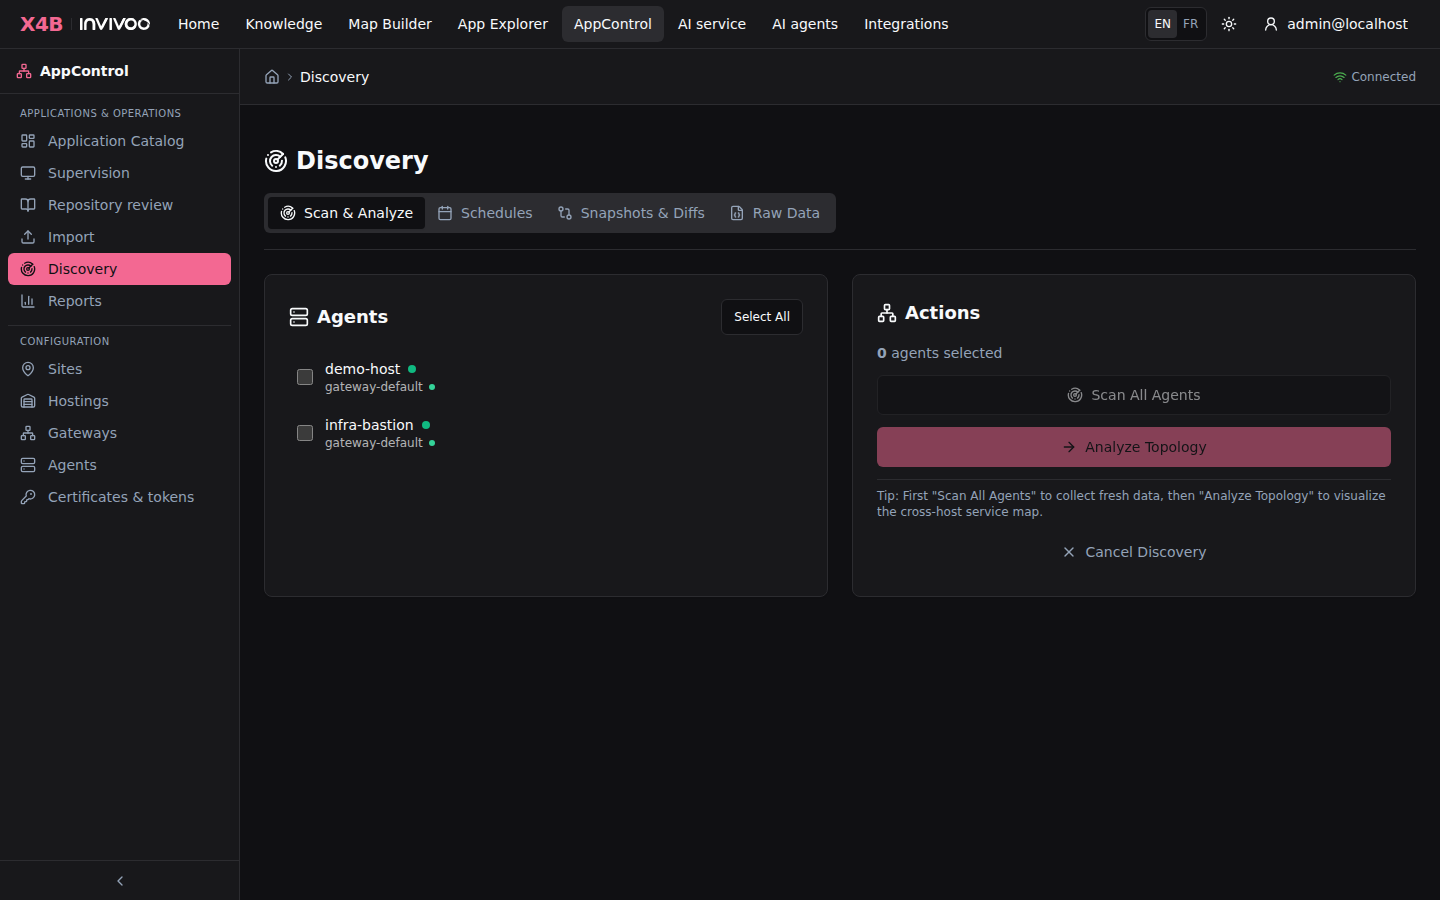 X4B INVIVOO Home Knowledge Map Builder App Explorer AppControl AI service AI agents Integrations EN FR admin@localhost
AppControl
Discovery
Connected
APPLICATIONS & OPERATIONS
Application Catalog
Supervision
Repository review
Import
Discovery
Reports
CONFIGURATION
Sites
Hostings
Gateways
Agents
Certificates & tokens
Discovery
Scan & Analyze Schedules Snapshots & Diffs Raw Data
Agents
Select All
demo-host
gateway-default
infra-bastion
gateway-default
Actions
0 agents selected
Scan All Agents
Analyze Topology
Tip: First "Scan All Agents" to collect fresh data, then "Analyze Topology" to visualize
the cross-host service map.
Cancel Discovery